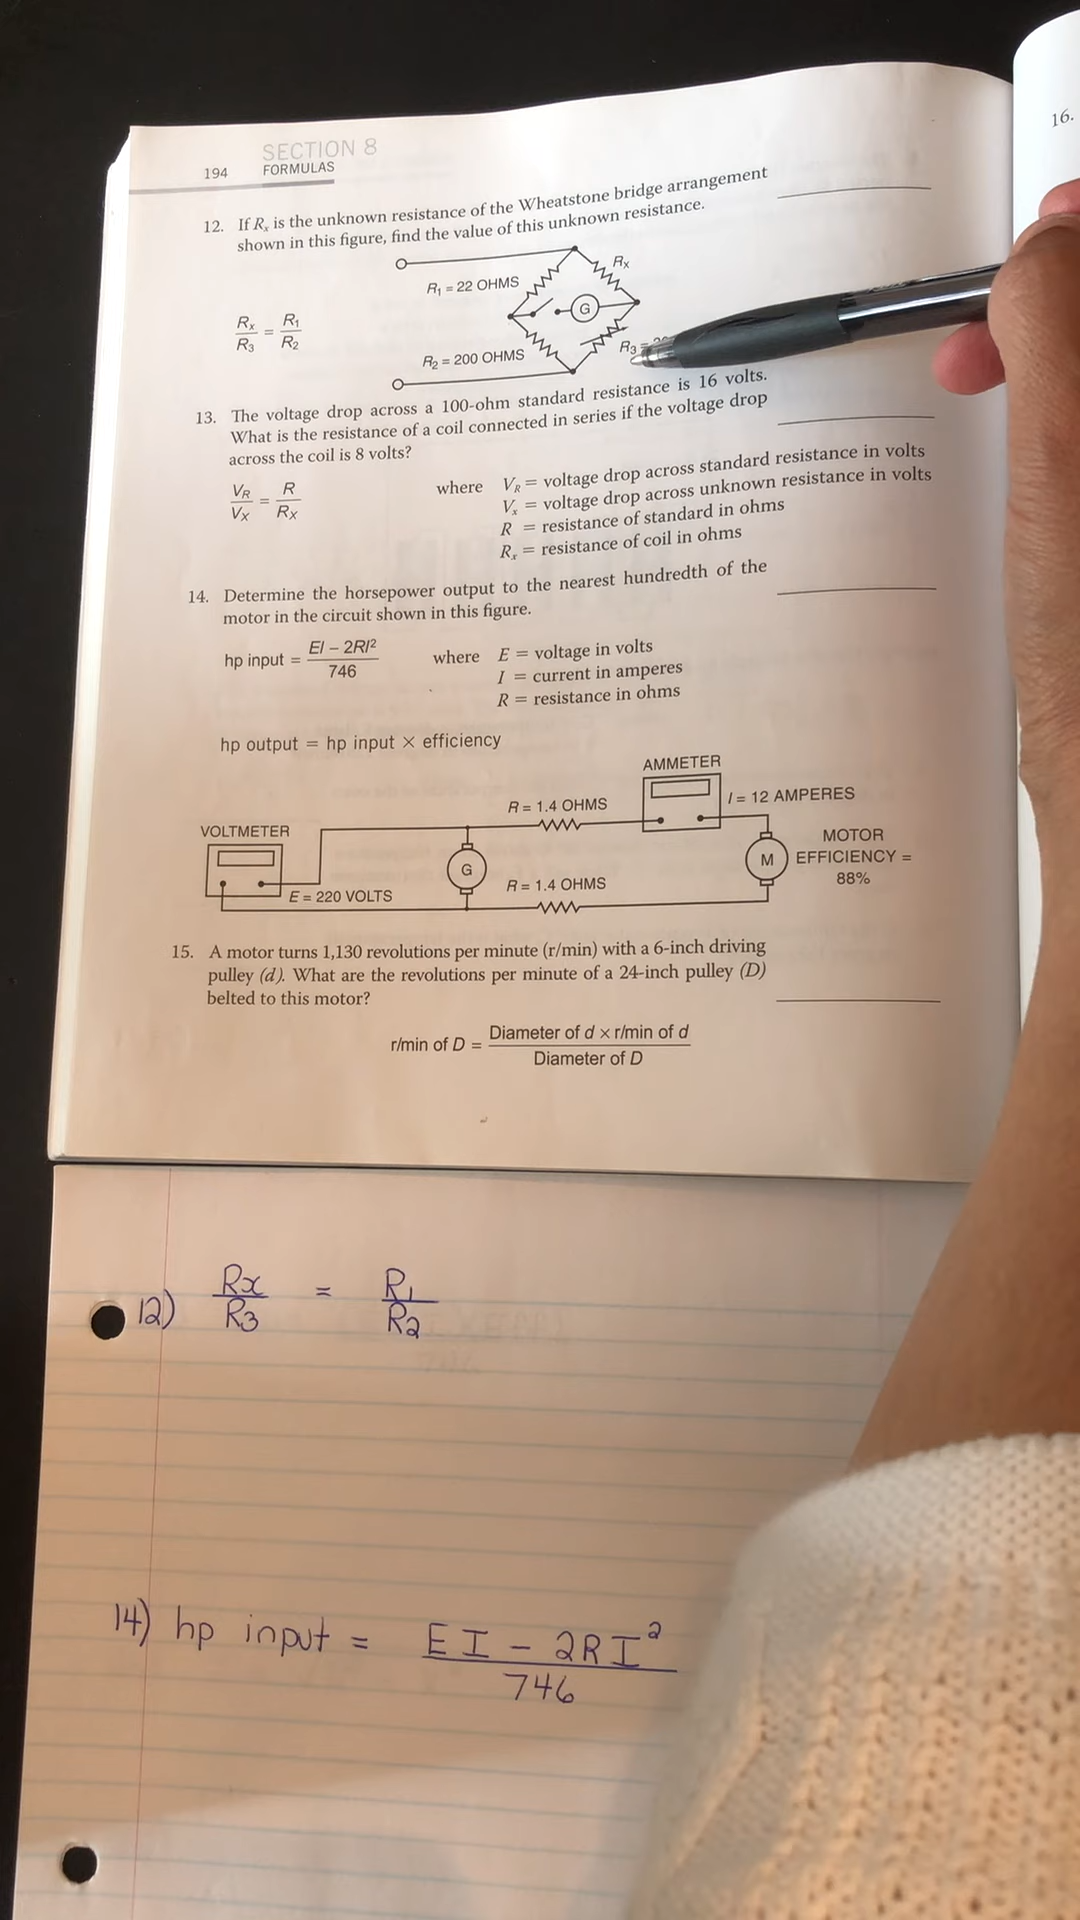 SECTION 8
194 FORMULAS
16.
12. If Rx is the unknown resistance of the Wheatstone bridge arrangement
shown in this figure, find the value of this unknown resistance.
Rx
R1 = 22 OHMS
G
Rx/R3 = R1/R2
R2 = 200 OHMS
R3 =
13. The voltage drop across a 100-ohm standard resistance is 16 volts.
What is the resistance of a coil connected in series if the voltage drop
across the coil is 8 volts?
VR/VX = R/RX
where VR = voltage drop across standard resistance in volts
Vx = voltage drop across unknown resistance in volts
R = resistance of standard in ohms
Rx = resistance of coil in ohms
14. Determine the horsepower output to the nearest hundredth of the
motor in the circuit shown in this figure.
hp input = EI – 2RI²/746
where E = voltage in volts
I = current in amperes
R = resistance in ohms
hp output = hp input × efficiency
AMMETER
R = 1.4 OHMS
I = 12 AMPERES
VOLTMETER
MOTOR
G
M
EFFICIENCY =
88%
R = 1.4 OHMS
E = 220 VOLTS
15. A motor turns 1,130 revolutions per minute (r/min) with a 6-inch driving
pulley (d). What are the revolutions per minute of a 24-inch pulley (D)
belted to this motor?
r/min of D = Diameter of d × r/min of d/Diameter of D
12) Rx/R3 = R1/R2
14) hp input = EI - 2RI²/746